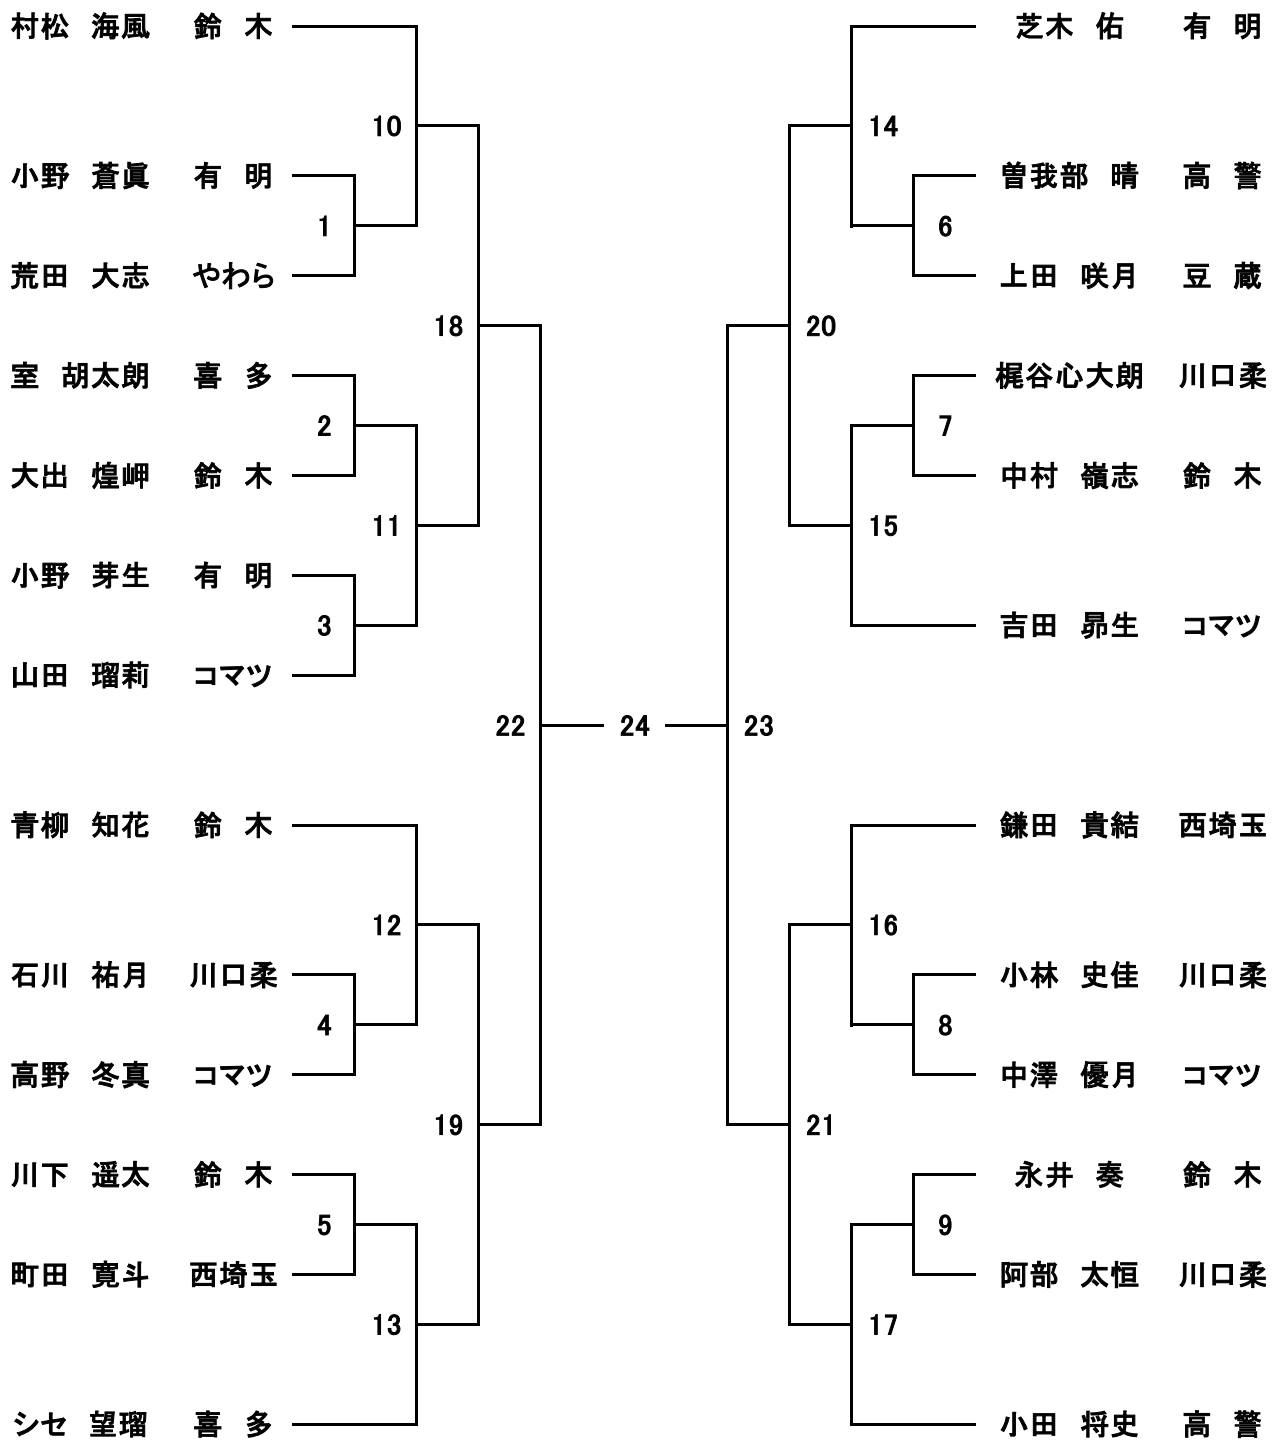 村松 海風 鈴 木
10
小野 蒼眞 有 明
1
荒田 大志 やわら
18
室 胡太朗 喜 多
2
大出 煌岬 鈴 木
11
小野 芽生 有 明
3
山田 瑠莉 コマツ
22
青柳 知花 鈴 木
12
石川 祐月 川口柔
4
高野 冬真 コマツ
19
川下 遥太 鈴 木
5
町田 寛斗 西埼玉
13
シセ 望瑠 喜 多
24
芝木 佑 有 明
14
曽我部 晴 高 警
6
上田 咲月 豆 蔵
20
梶谷心大朗 川口柔
7
中村 嶺志 鈴 木
15
吉田 昴生 コマツ
23
鎌田 貴結 西埼玉
16
小林 史佳 川口柔
8
中澤 優月 コマツ
21
永井 奏 鈴 木
9
阿部 太恒 川口柔
17
小田 将史 高 警